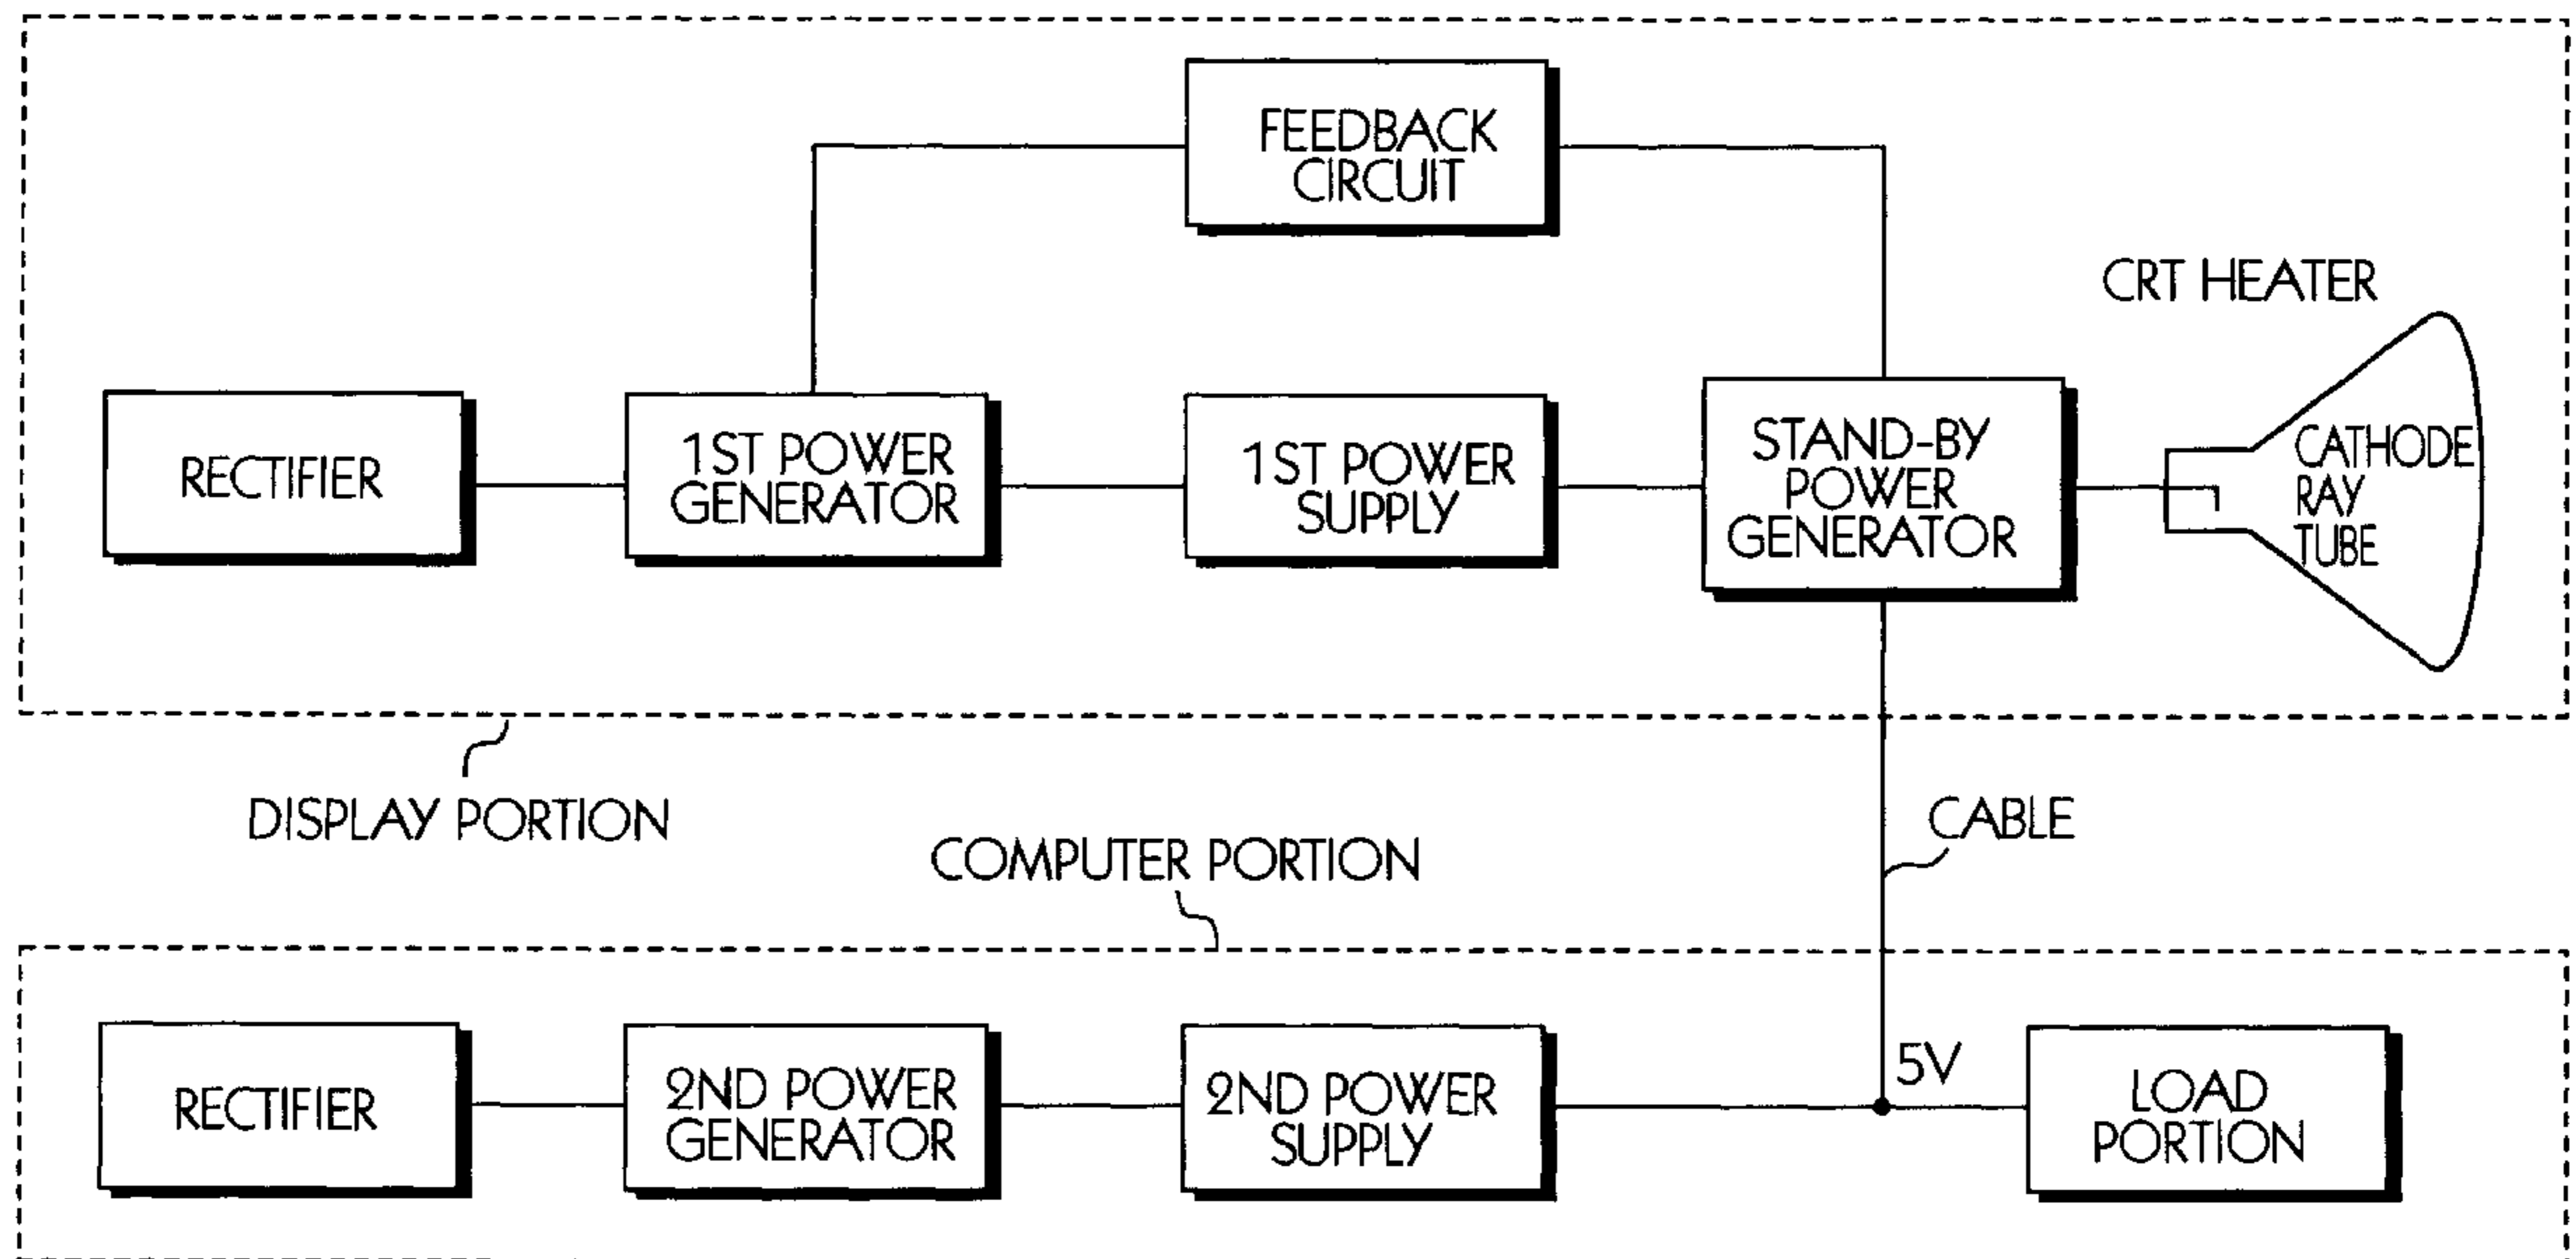 FEEDBACK
CIRCUIT
CRT HEATER
RECTIFIER
1ST POWER
GENERATOR
1ST POWER
SUPPLY
STAND-BY
POWER
GENERATOR
CATHODE
RAY
TUBE
DISPLAY PORTION
CABLE
COMPUTER PORTION
RECTIFIER
2ND POWER
GENERATOR
2ND POWER
SUPPLY
5V
LOAD
PORTION